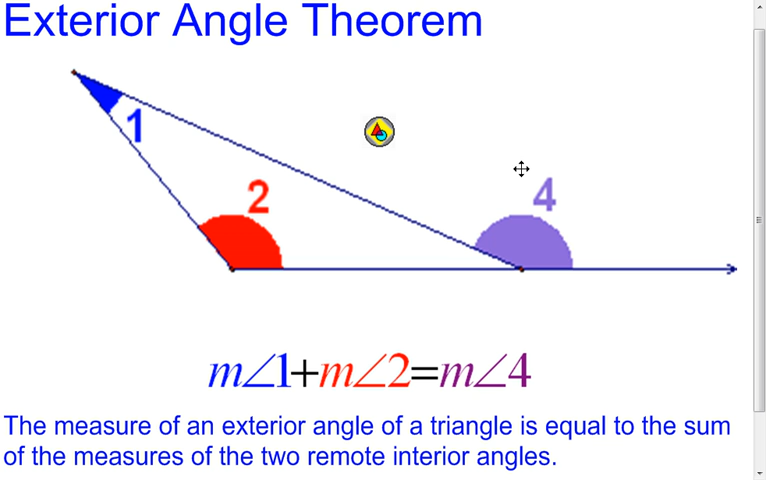 Exterior Angle Theorem
1
2
4
m∠1+m∠2=m∠4
The measure of an exterior angle of a triangle is equal to the sum
of the measures of the two remote interior angles.